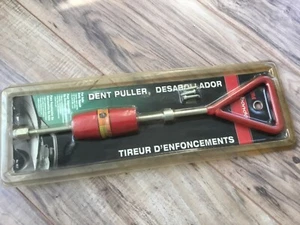 DENT PULLER, DESABOLLADOR
TIREUR D'ENFONCEMENTS